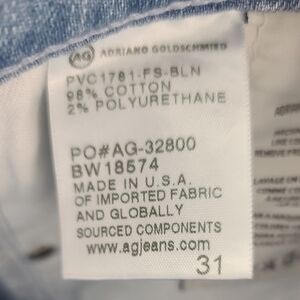 AG ADRIANO GOLDSCHMIED
PVC1781-FS-BLN
98% COTTON
2% POLYURETHANE
PO#AG-32800
BW18574
MADE IN U.S.A.
OF IMPORTED FABRIC
AND GLOBALLY
SOURCED COMPONENTS
www.agjeans.com
31